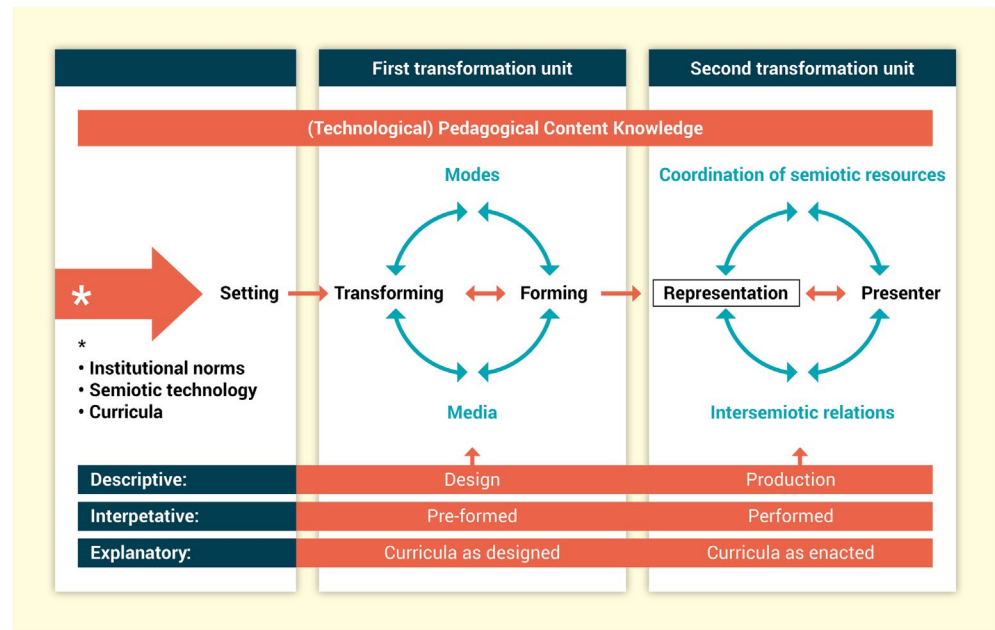 First transformation unit
Second transformation unit
(Technological) Pedagogical Content Knowledge
Modes
Coordination of semiotic resources
*
Setting
Transforming
Forming
Representation
Presenter
*
• Institutional norms
• Semiotic technology
• Curricula
Media
Intersemiotic relations
Descriptive:
Design
Production
Interpetative:
Pre-formed
Performed
Explanatory:
Curricula as designed
Curricula as enacted